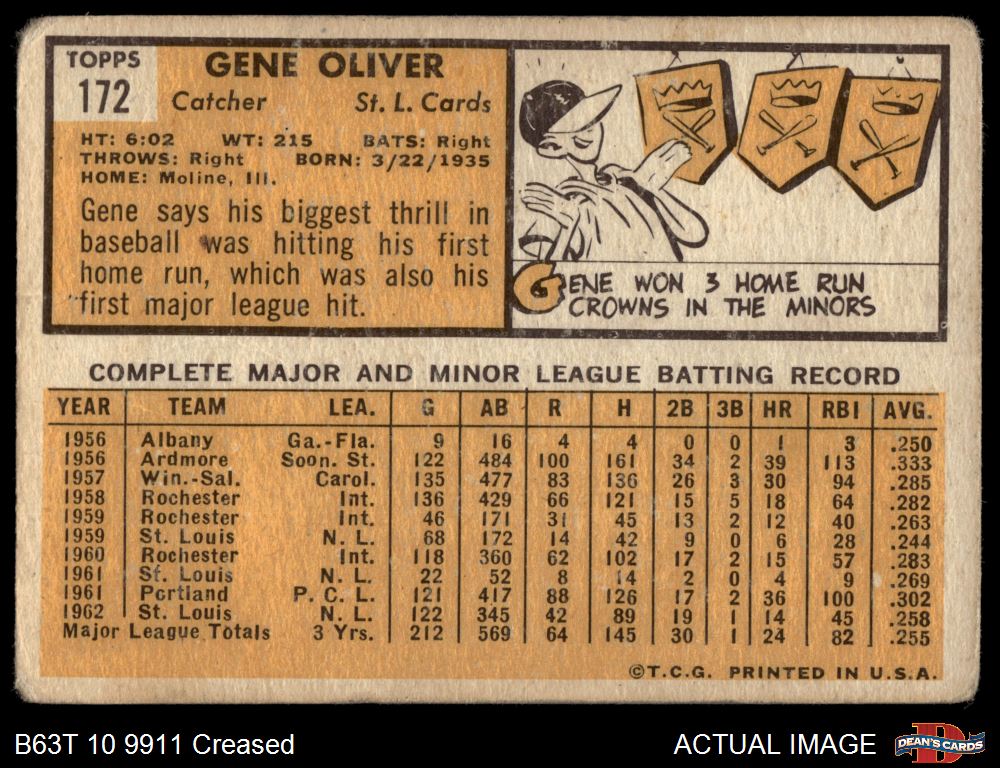 TOPPS
172
GENE OLIVER
Catcher St. L. Cards
HT: 6:02 WT: 215 BATS: Right
THROWS: Right BORN: 3/22/1935
HOME: Moline, Ill.
Gene says his biggest thrill in
baseball was hitting his first
home run, which was also his
first major league hit.
GENE WON 3 HOME RUN
CROWNS IN THE MINORS
COMPLETE MAJOR AND MINOR LEAGUE BATTING RECORD
YEAR TEAM LEA. G AB R H 2B 3B HR RBI AVG.
1956 Albany Ga.-Fla. 9 16 4 4 0 0 1 3 .250
1956 Ardmore Soon. St. 122 484 100 161 34 2 39 113 .333
1957 Win.-Sal. Carol. 135 477 83 136 26 3 30 94 .285
1958 Rochester Int. 136 429 66 121 15 5 18 64 .282
1959 Rochester Int. 46 171 31 45 13 2 12 40 .263
1959 St. Louis N. L. 68 172 14 42 9 0 6 28 .244
1960 Rochester Int. 118 360 62 102 17 2 15 57 .283
1961 St. Louis N. L. 22 52 8 14 2 0 4 9 .269
1961 Portland P. C. L. 121 417 88 126 17 2 36 100 .302
1962 St. Louis N. L. 122 345 42 89 19 1 14 45 .258
Major League Totals 3 Yrs. 212 569 64 145 30 1 24 82 .255
©T.C.G. PRINTED IN U.S.A.
B63T 10 9911 Creased
ACTUAL IMAGE
DEAN'S CARDS